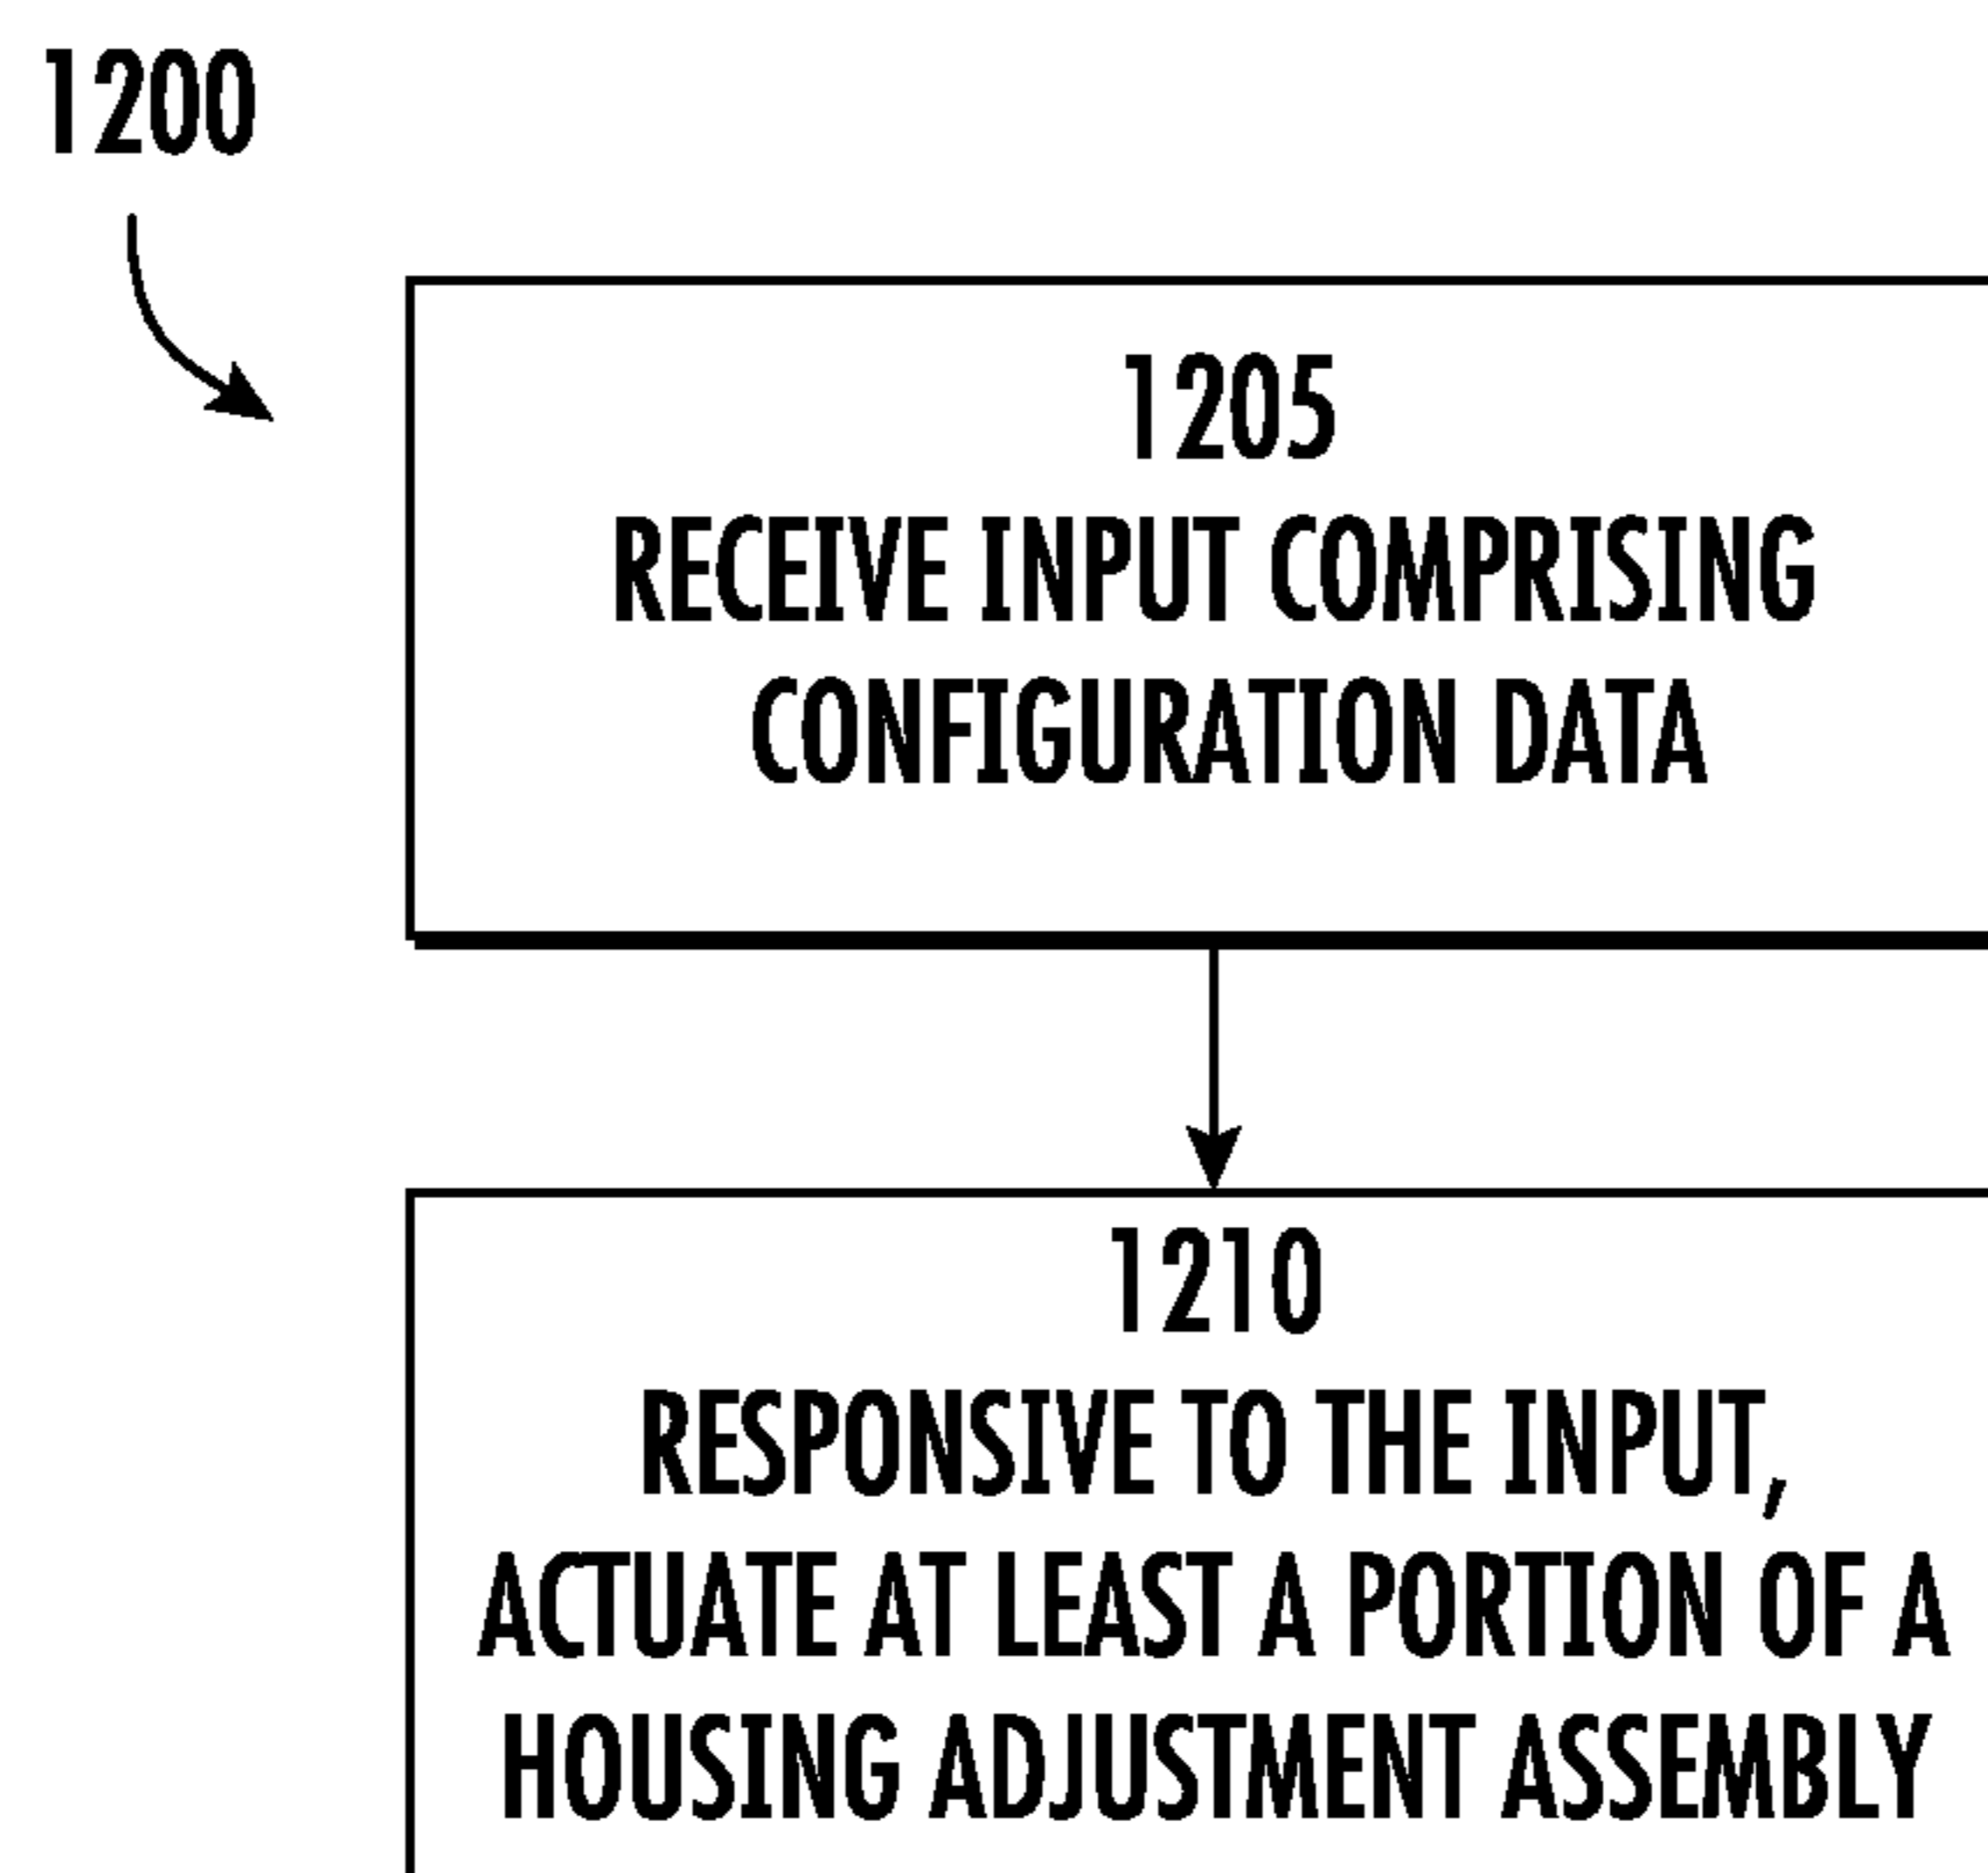 1200
1205
RECEIVE INPUT COMPRISING
CONFIGURATION DATA
1210
RESPONSIVE TO THE INPUT,
ACTUATE AT LEAST A PORTION OF A
HOUSING ADJUSTMENT ASSEMBLY